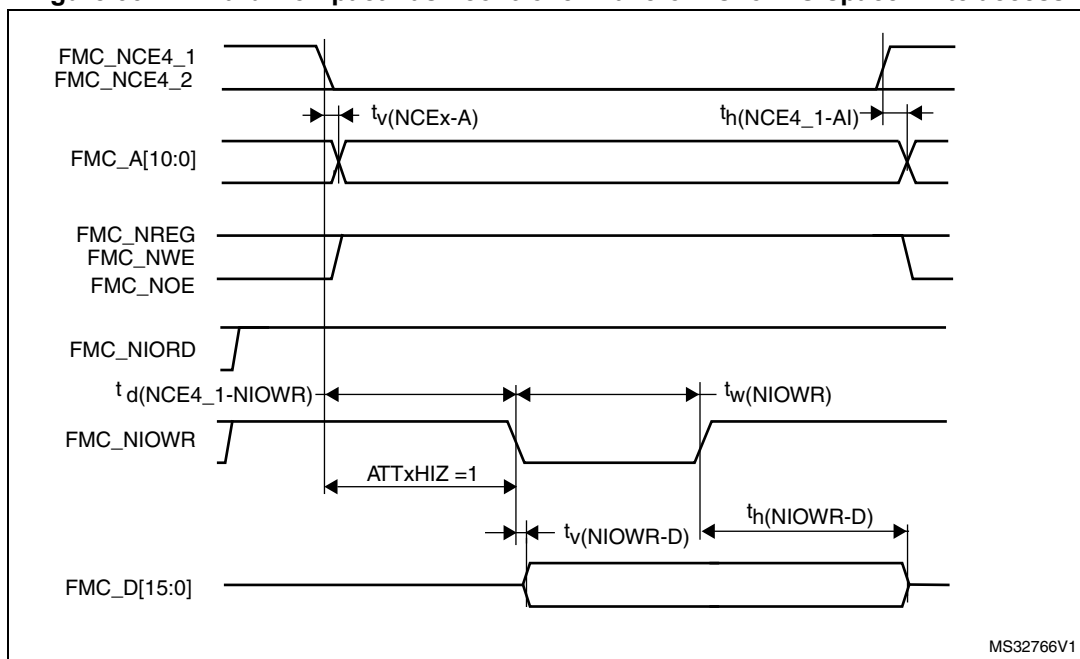 FMC_NCE4_1
FMC_NCE4_2
tv(NCEx-A)
th(NCE4_1-AI)
FMC_A[10:0]
FMC_NREG
FMC_NWE
FMC_NOE
FMC_NIORD
td(NCE4_1-NIOWR)
tw(NIOWR)
FMC_NIOWR
ATTxHIZ =1
tv(NIOWR-D)
th(NIOWR-D)
FMC_D[15:0]
MS32766V1